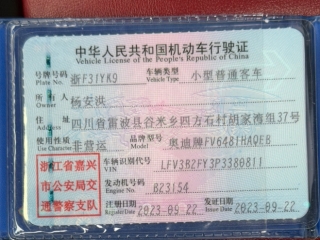 中华人民共和国机动车行驶证
Vehicle License of the People's Republic of China
号牌号码 浙F31YK9 车辆类型 小型普通客车
Plate No. Vehicle Type
所有人 杨安洪
Owner
住址 四川省雷波县谷米乡四方石村胡家湾组37号
Address
使用性质 非营运 品牌型号 奥迪牌FV6481HAQEB
Use Character Model
浙江省嘉兴市公安局交通警察支队
车辆识别代号 LFV3B2FY3P3380811
VIN
发动机号码 B23154
Engine No.
注册日期 2023-09-22 发证日期 2023-09-22
Register Date Issue Date